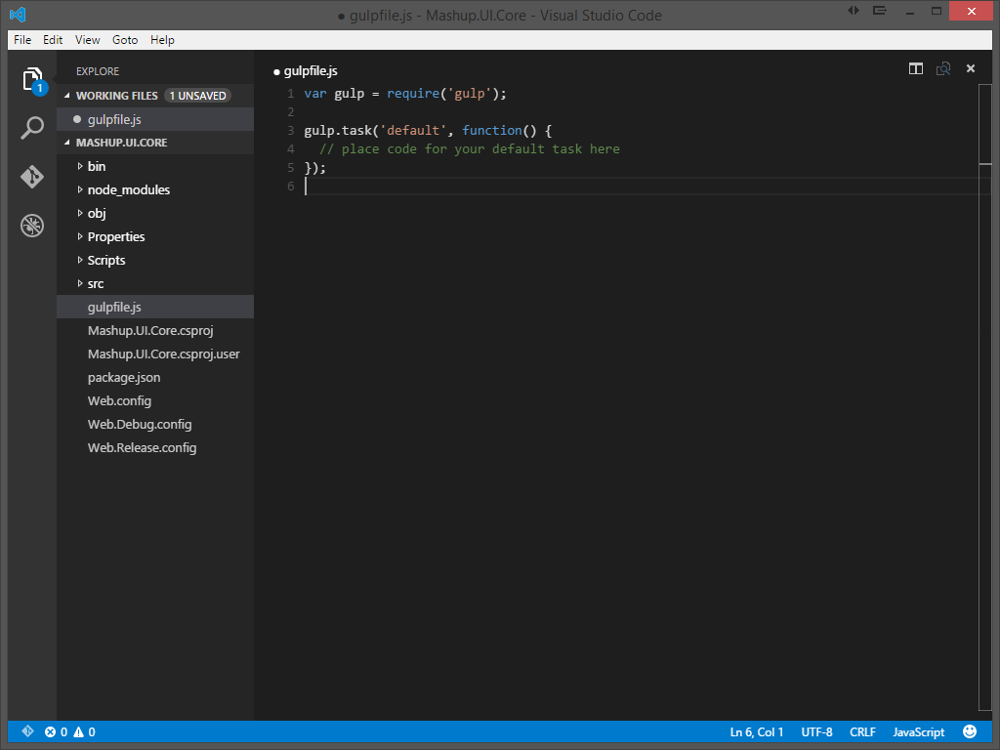 ● gulpfile.js - Mashup.UI.Core - Visual Studio Code
File Edit View Goto Help
EXPLORE
WORKING FILES 1 UNSAVED
gulpfile.js
MASHUP.UI.CORE
bin
node_modules
obj
Properties
Scripts
src
gulpfile.js
Mashup.UI.Core.csproj
Mashup.UI.Core.csproj.user
package.json
Web.config
Web.Debug.config
Web.Release.config
1
● gulpfile.js
1 var gulp = require('gulp');
2
3 gulp.task('default', function() {
4   // place code for your default task here
5 });
6
0 0
Ln 6, Col 1 UTF-8 CRLF JavaScript